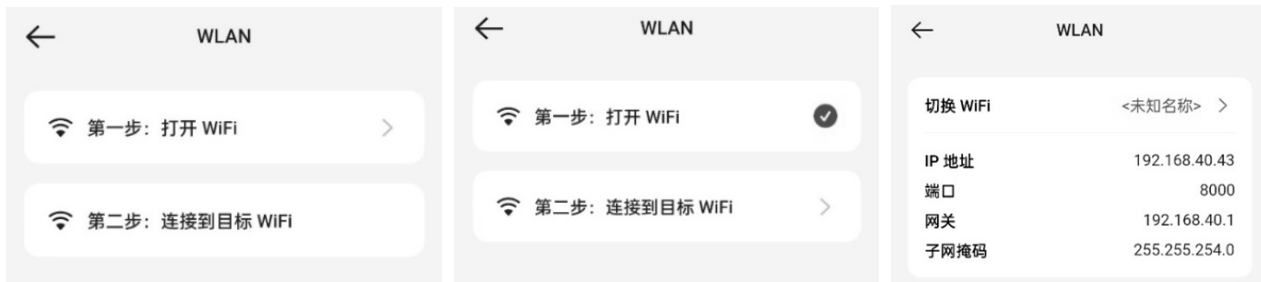 WLAN
第一步：打开 WiFi
第二步：连接到目标 WiFi
WLAN
第一步：打开 WiFi
第二步：连接到目标 WiFi
WLAN
切换 WiFi <未知名称>
IP 地址 192.168.40.43
端口 8000
网关 192.168.40.1
子网掩码 255.255.254.0